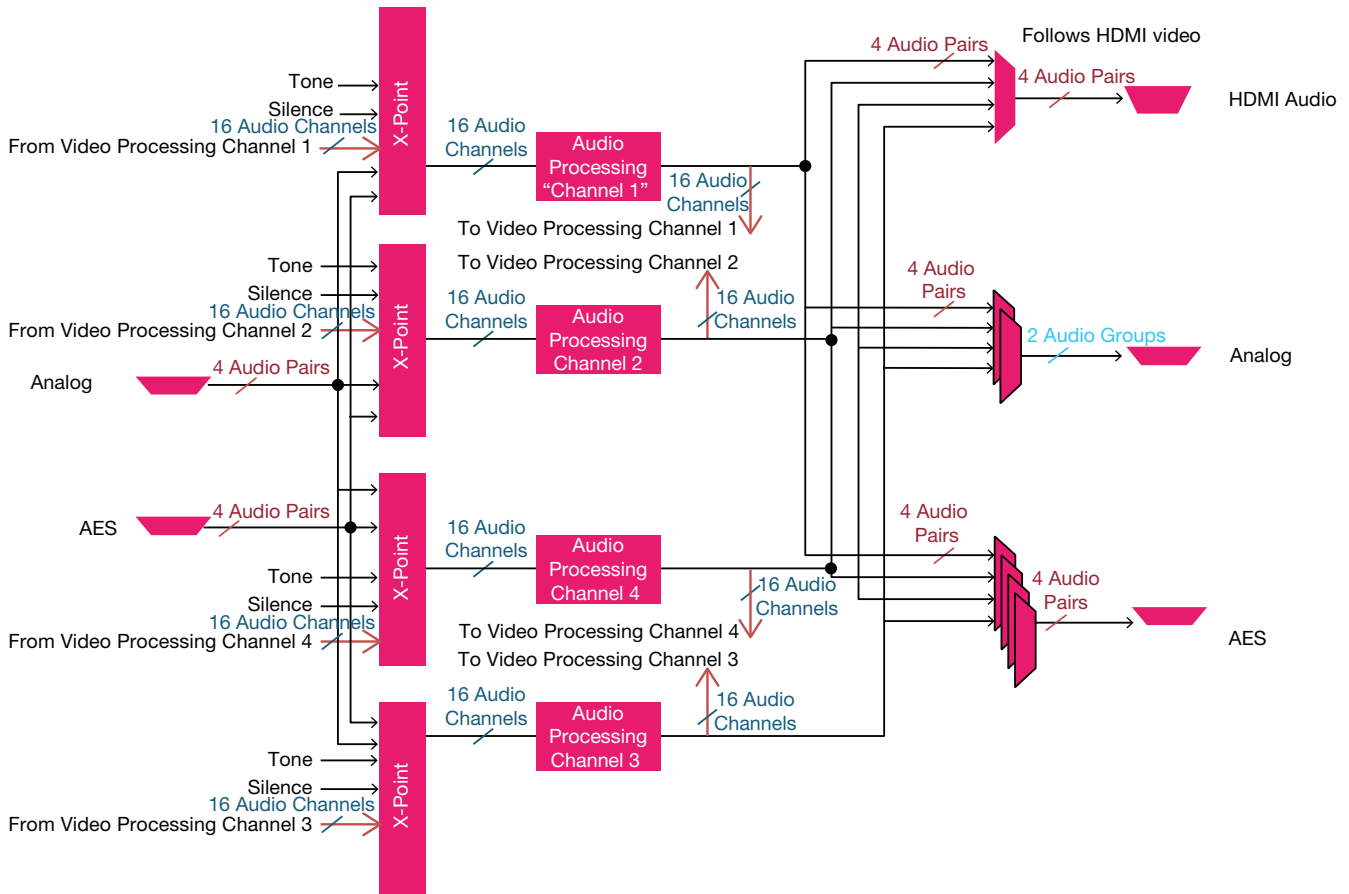 Follows HDMI video
4 Audio Pairs
4 Audio Pairs
HDMI Audio
Tone
Silence
16 Audio Channels
From Video Processing Channel 1
X-Point
16 Audio
Channels
Audio
Processing
“Channel 1”
16 Audio
Channels
To Video Processing Channel 1
To Video Processing Channel 2
Tone
Silence
16 Audio Channels
From Video Processing Channel 2
X-Point
16 Audio
Channels
Audio
Processing
Channel 2
16 Audio
Channels
4 Audio
Pairs
2 Audio Groups
Analog
Analog
4 Audio Pairs
AES
4 Audio Pairs
Tone
Silence
16 Audio Channels
From Video Processing Channel 4
X-Point
16 Audio
Channels
Audio
Processing
Channel 4
16 Audio
Channels
To Video Processing Channel 4
To Video Processing Channel 3
4 Audio
Pairs
4 Audio
Pairs
AES
Tone
Silence
16 Audio Channels
From Video Processing Channel 3
X-Point
16 Audio
Channels
Audio
Processing
Channel 3
16 Audio
Channels